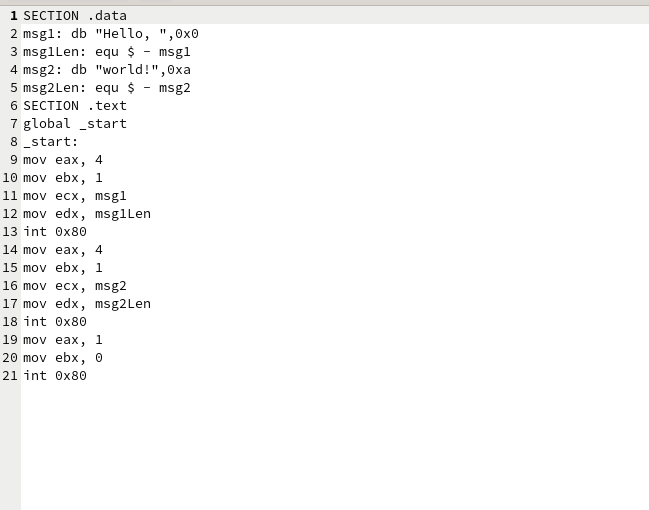 1 SECTION .data
2 msg1: db "Hello, ",0x0
3 msg1Len: equ $ - msg1
4 msg2: db "world!",0xa
5 msg2Len: equ $ - msg2
6 SECTION .text
7 global _start
8 _start:
9 mov eax, 4
10 mov ebx, 1
11 mov ecx, msg1
12 mov edx, msg1Len
13 int 0x80
14 mov eax, 4
15 mov ebx, 1
16 mov ecx, msg2
17 mov edx, msg2Len
18 int 0x80
19 mov eax, 1
20 mov ebx, 0
21 int 0x80